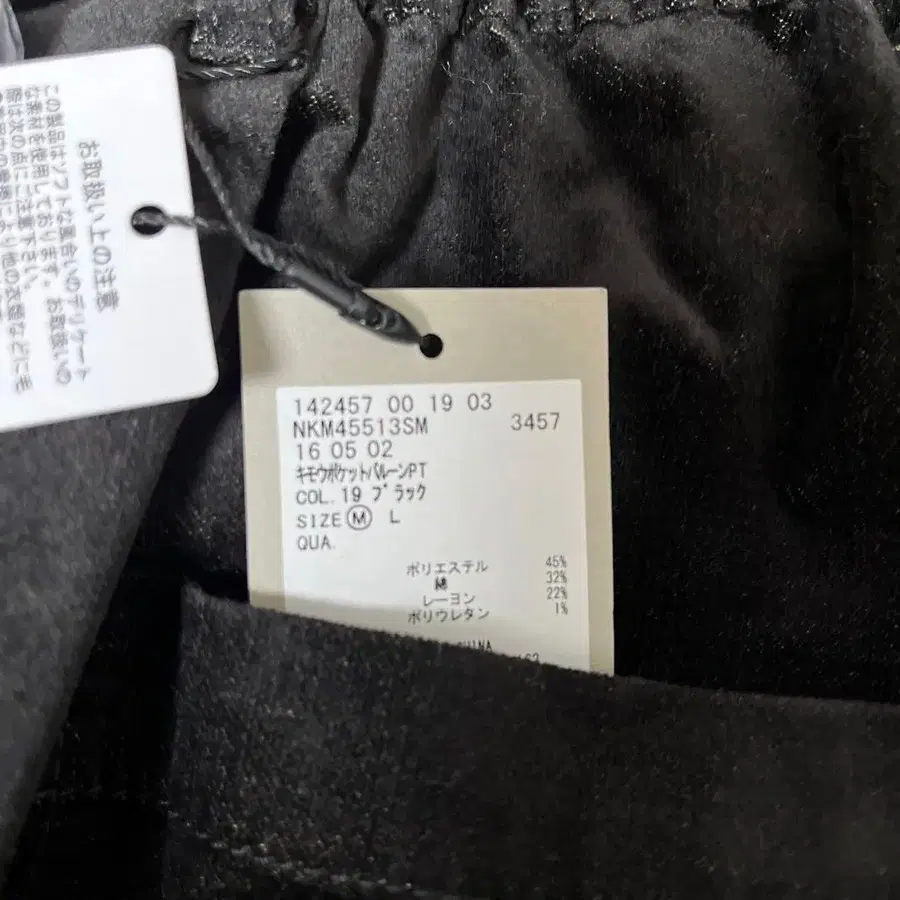 お取扱い上の注意
この製品はソフトな風合いのデリケート
な素材を使用しております。お取扱いの
際は次の点にご注意下さい。
142457 00 19 03
NKM45513SM 3457
16 05 02
キモウポケットバルーンPT
COL.19 ブラック
SIZE Ⓜ L
QUA.
ポリエステル 45%
綿 32%
レーヨン 22%
ポリウレタン 1%